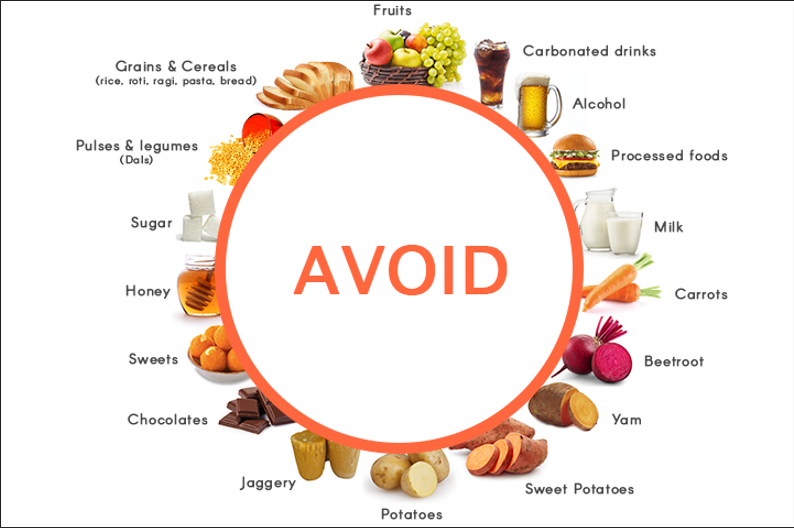 Fruits
Carbonated drinks
Grains & Cereals
(rice, roti, ragi, pasta, bread)
Alcohol
Pulses & legumes
(Dals)
Processed foods
Sugar
Milk
AVOID
Honey
Carrots
Sweets
Beetroot
Chocolates
Yam
Jaggery
Sweet Potatoes
Potatoes